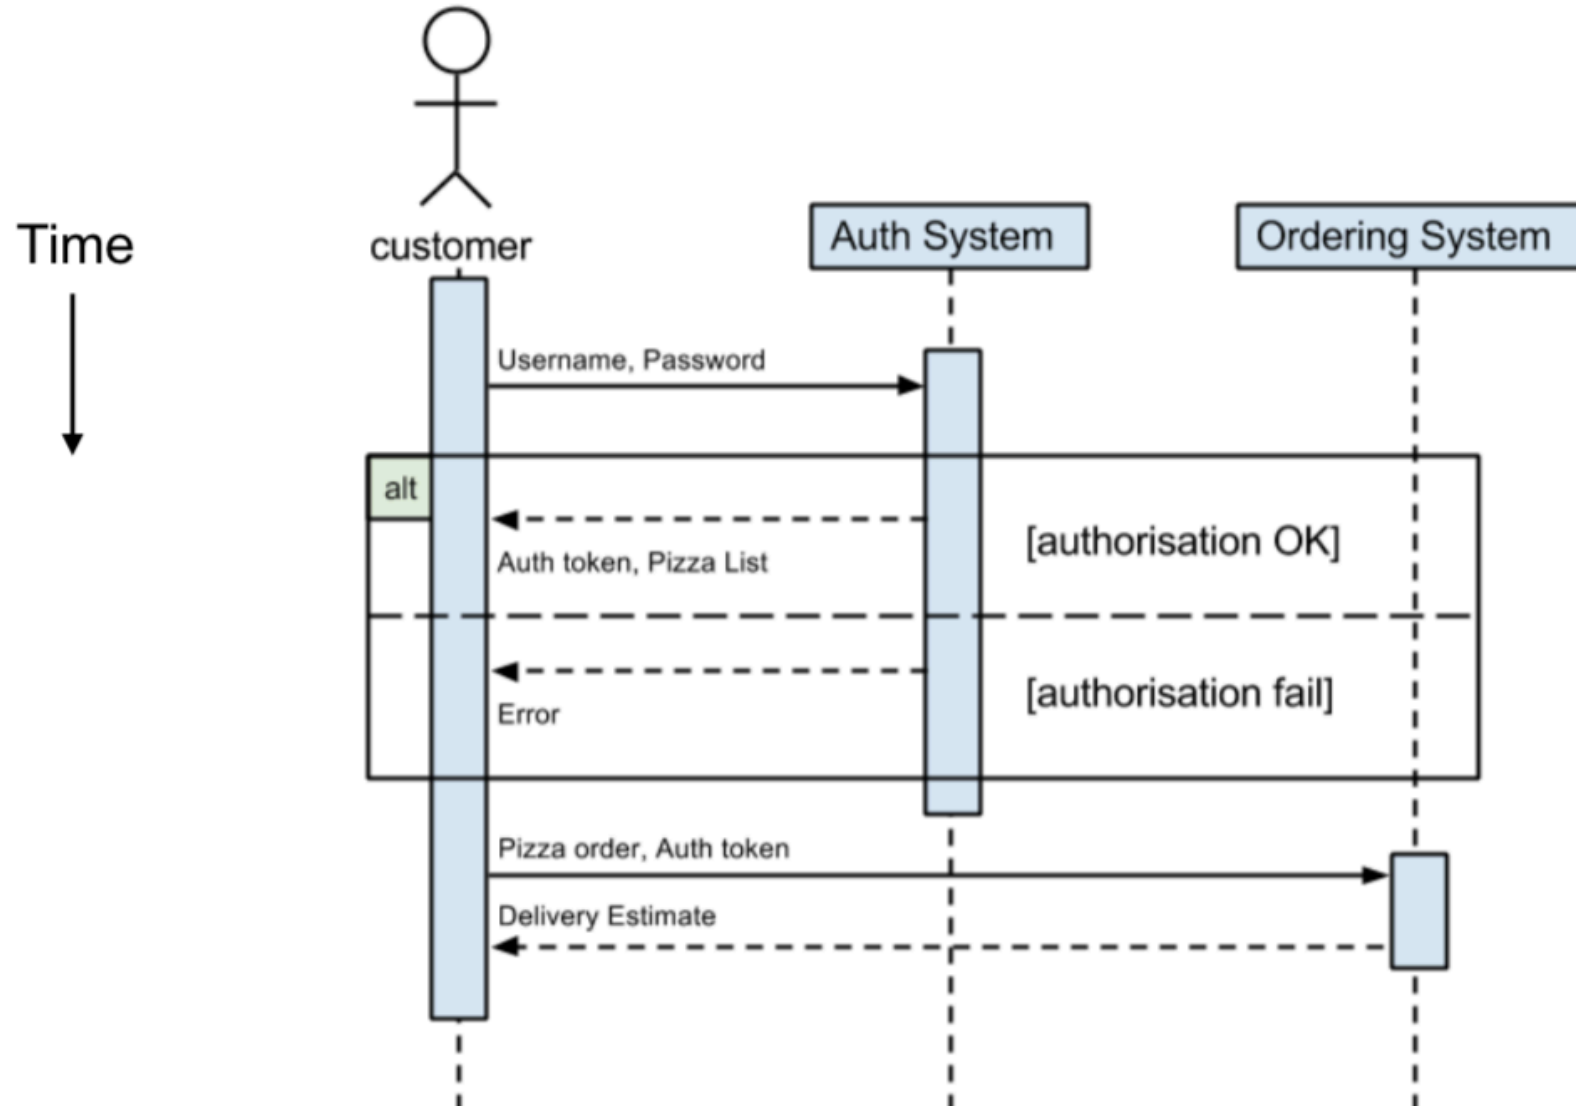 Time
customer
Auth System
Ordering System
Username, Password
alt
[authorisation OK]
Auth token, Pizza List
[authorisation fail]
Error
Pizza order, Auth token
Delivery Estimate